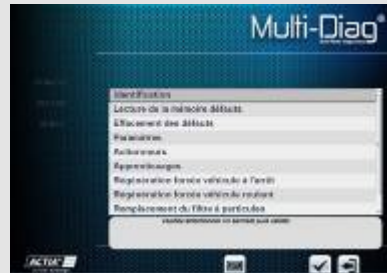 Multi-Diag
Identification
Lecture de la mémoire défauts
Effacement des défauts
Paramètres
Actionneurs
Apprentissages
Régénération forcée véhicule à l'arrêt
Régénération forcée véhicule roulant
Remplacement du filtre à particules
ACTIA